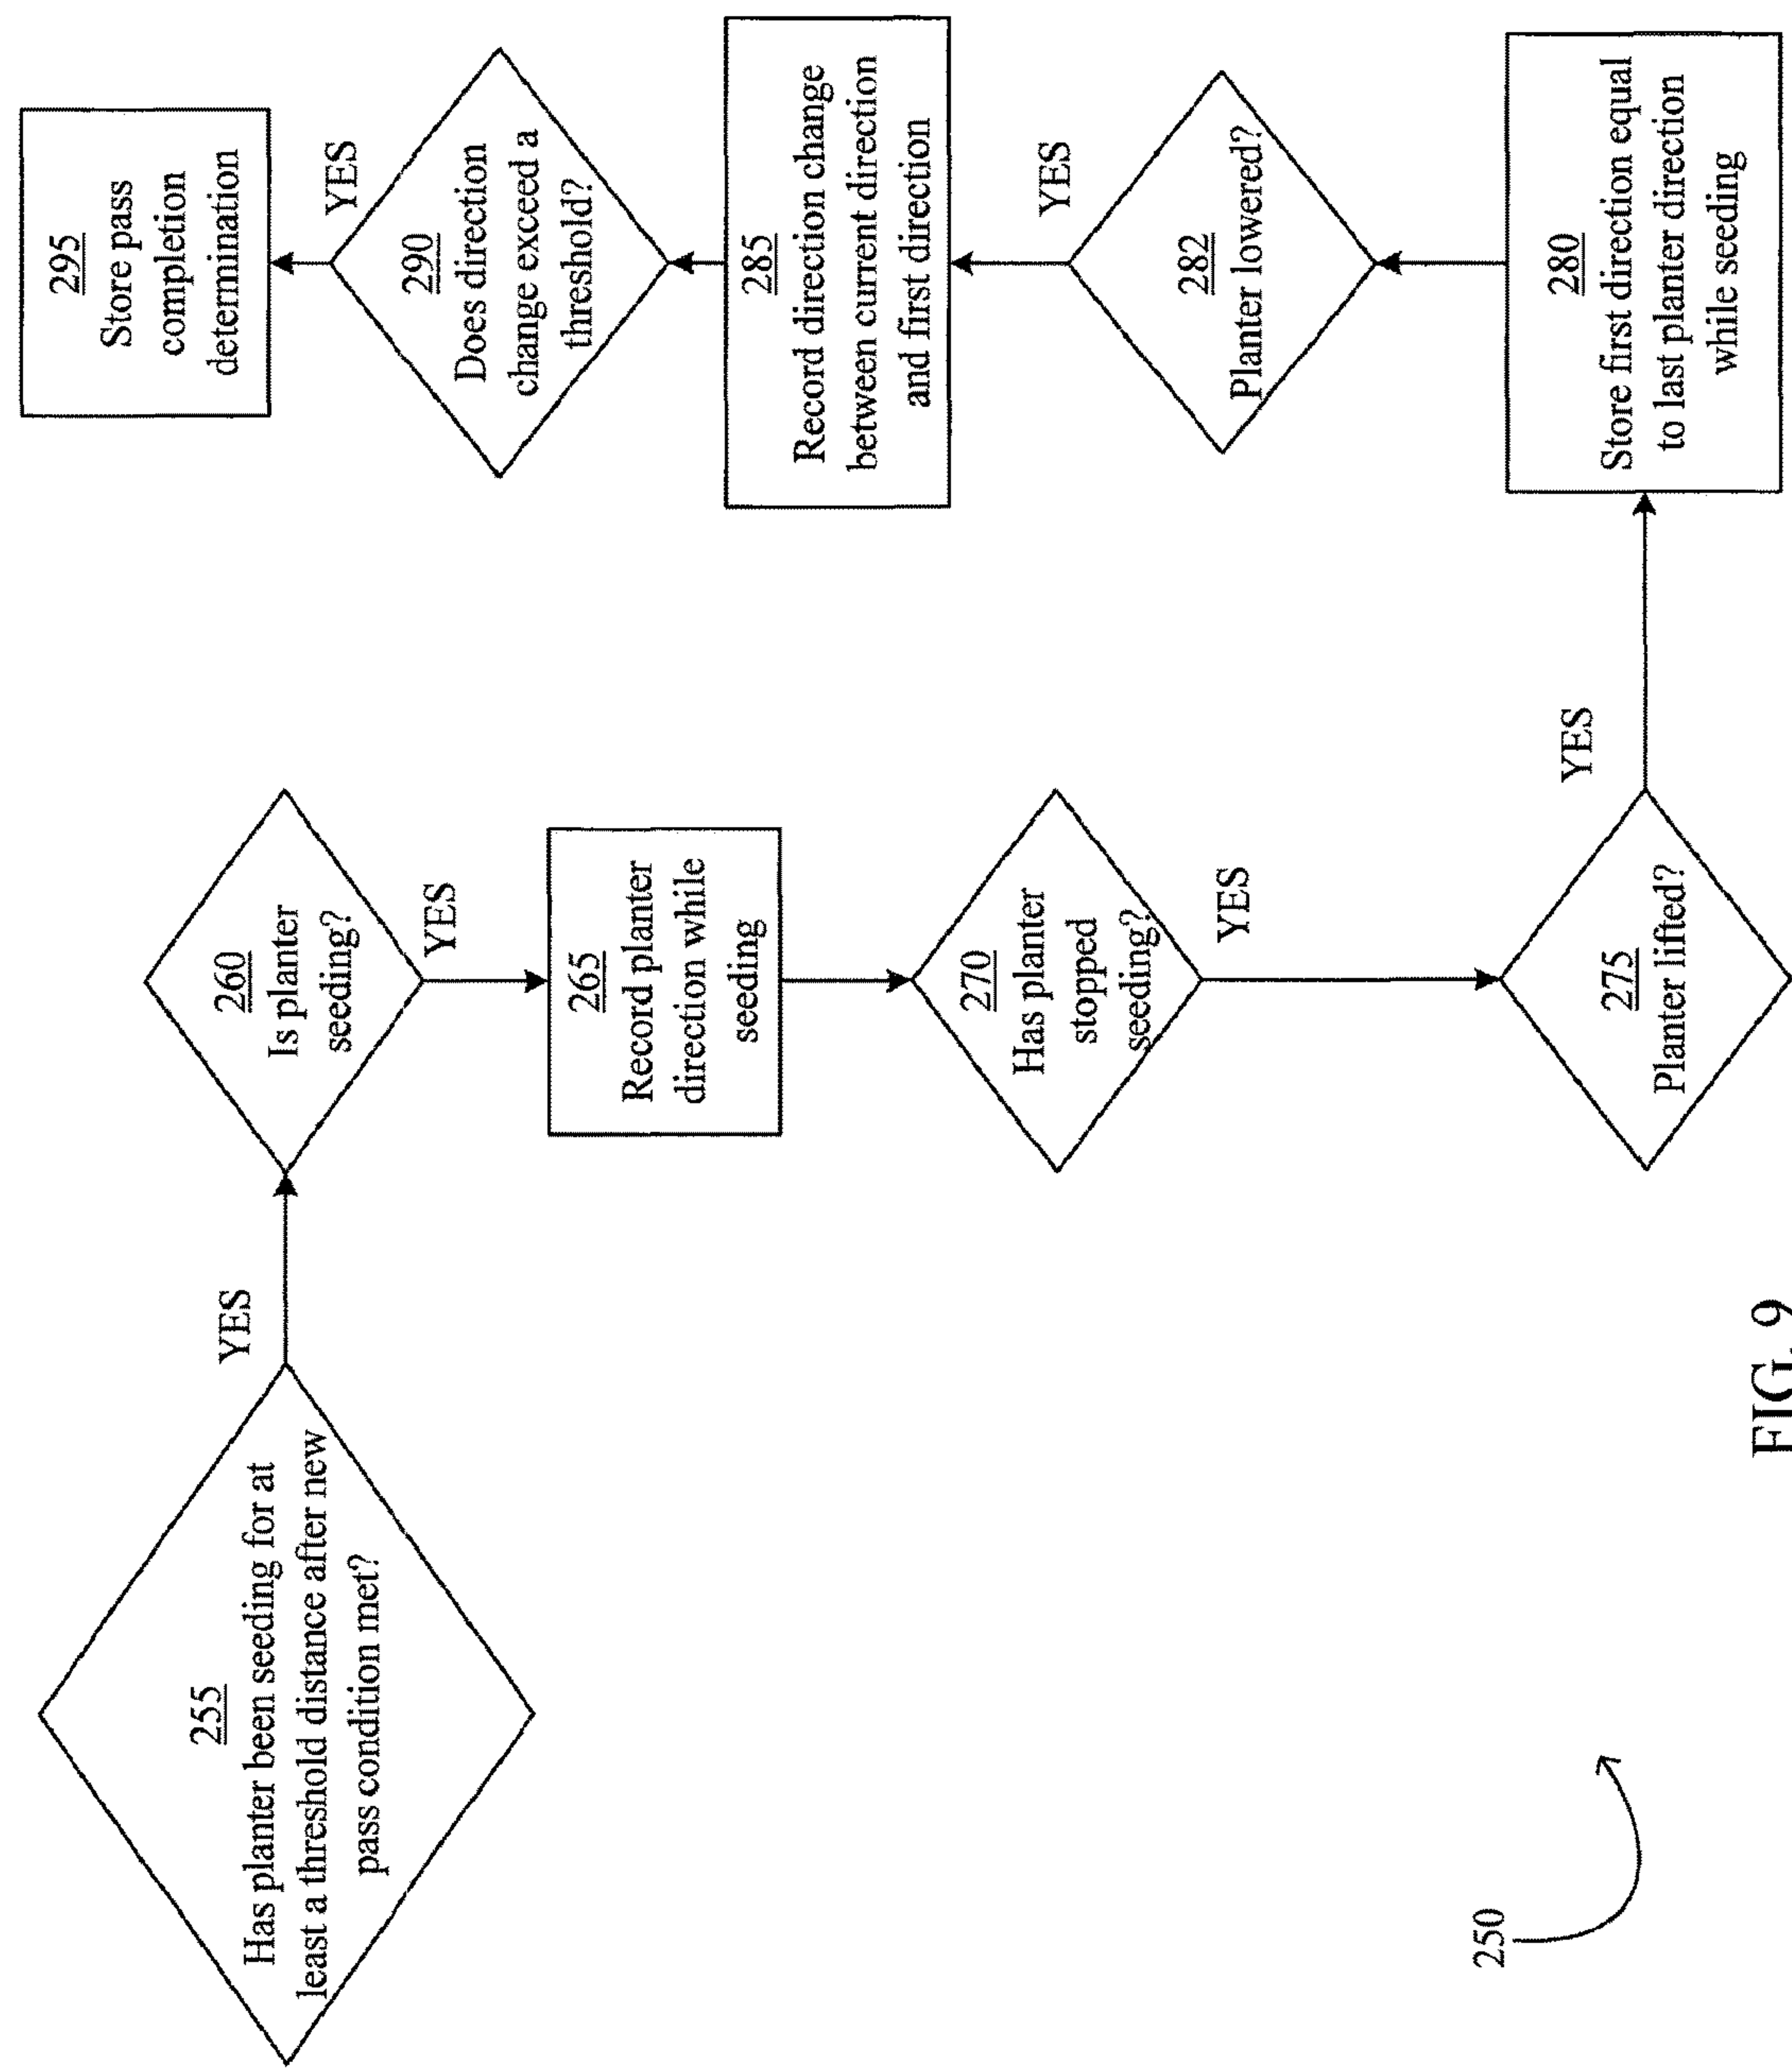 255
Has planter been seeding for at
least a threshold distance after new
pass condition met?
YES
260
Is planter
seeding?
YES
265
Record planter
direction while
seeding
270
Has planter
stopped
seeding?
YES
275
Planter lifted?
YES
280
Store first direction equal
to last planter direction
while seeding
282
Planter lowered?
YES
285
Record direction change
between current direction
and first direction
290
Does direction
change exceed a
threshold?
YES
295
Store pass
completion
determination
250
FIG. 9